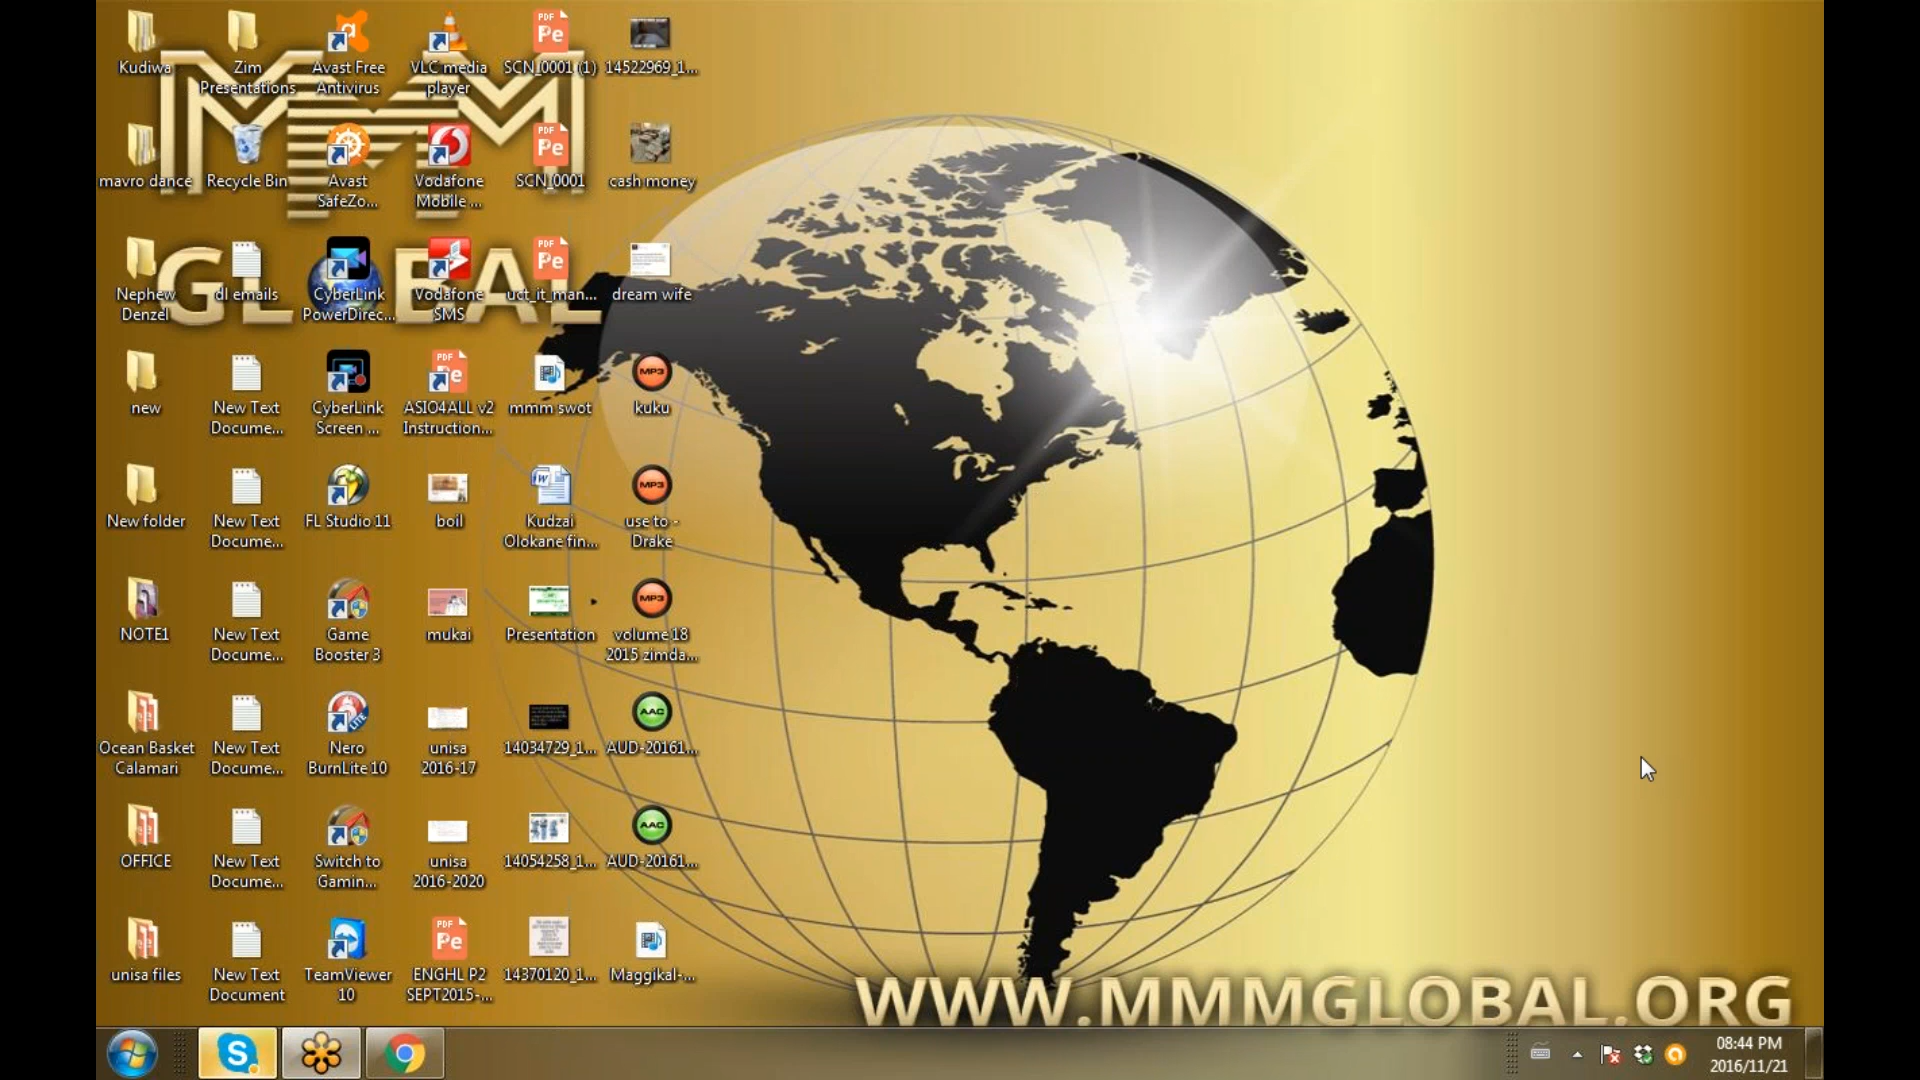 MMM
GLOBAL
Kudiwa
Zim
Presentations
Avast Free
Antivirus
VLC media
player
SCN_0001 (1)
14522969_1...
mavro dance
Recycle Bin
Avast
SafeZo...
Vodafone
Mobile ...
SCN_0001
cash money
Nephew
Denzel
dl emails
CyberLink
PowerDirec...
Vodafone
SMS
uct_it_man...
dream wife
new
New Text
Docume...
CyberLink
Screen ...
ASIO4ALL v2
Instruction...
mmm swot
kuku
New folder
New Text
Docume...
FL Studio 11
boil
Kudzai
Olokane fin...
use to -
Drake
NOTE1
New Text
Docume...
Game
Booster 3
mukai
Presentation
volume 18
2015 zimda...
Ocean Basket
Calamari
New Text
Docume...
Nero
BurnLite 10
unisa
2016-17
14034729_1...
AUD-20161...
OFFICE
New Text
Docume...
Switch to
Gamin...
unisa
2016-2020
14054258_1...
AUD-20161...
unisa files
New Text
Document
TeamViewer
10
ENGHL P2
SEPT2015-...
14370120_1...
Maggikal-...
WWW.MMMGLOBAL.ORG
08:44 PM
2016/11/21